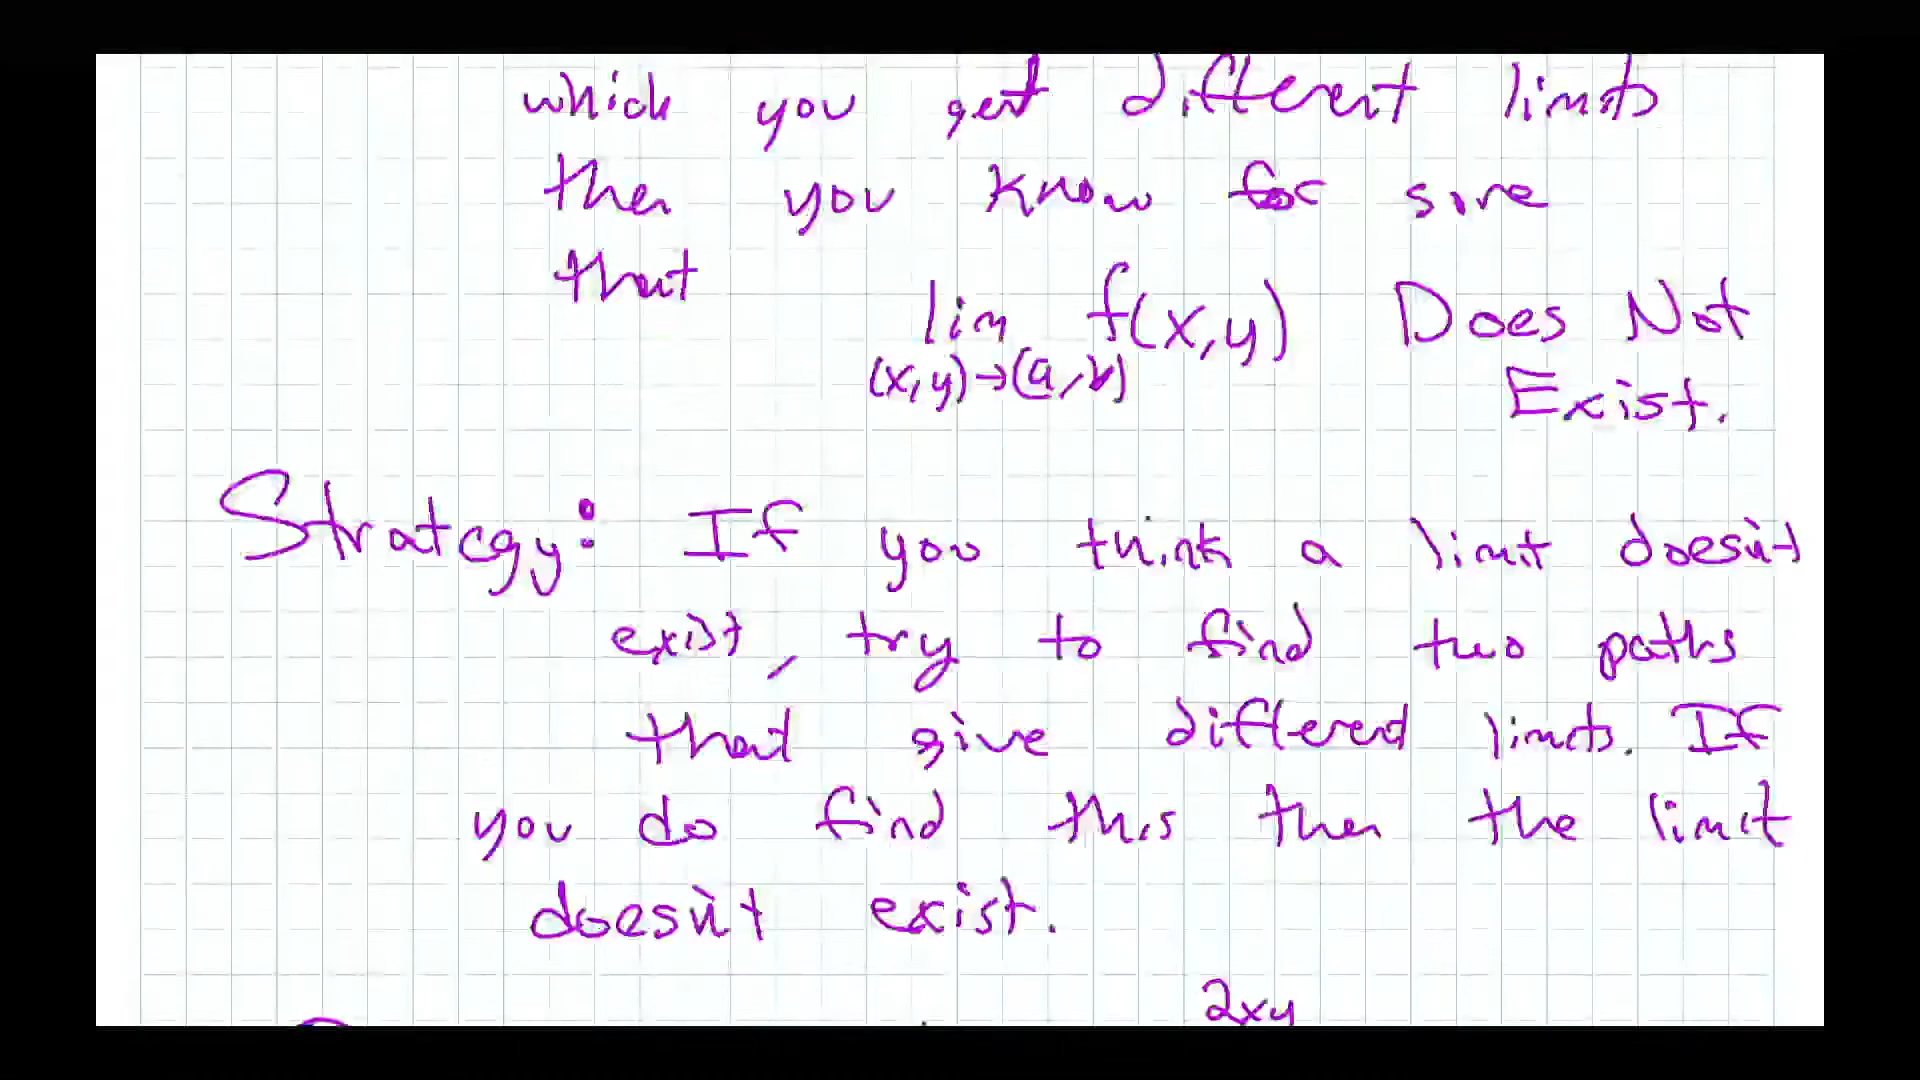 which you get different limits
then you know for sure
that
lim f(x,y) Does Not
(x,y)→(a,b) Exist.
Strategy: If you think a limit doesn't
exist, try to find two paths
that give different limits. If
you do find this then the limit
doesn't exist.
2xy